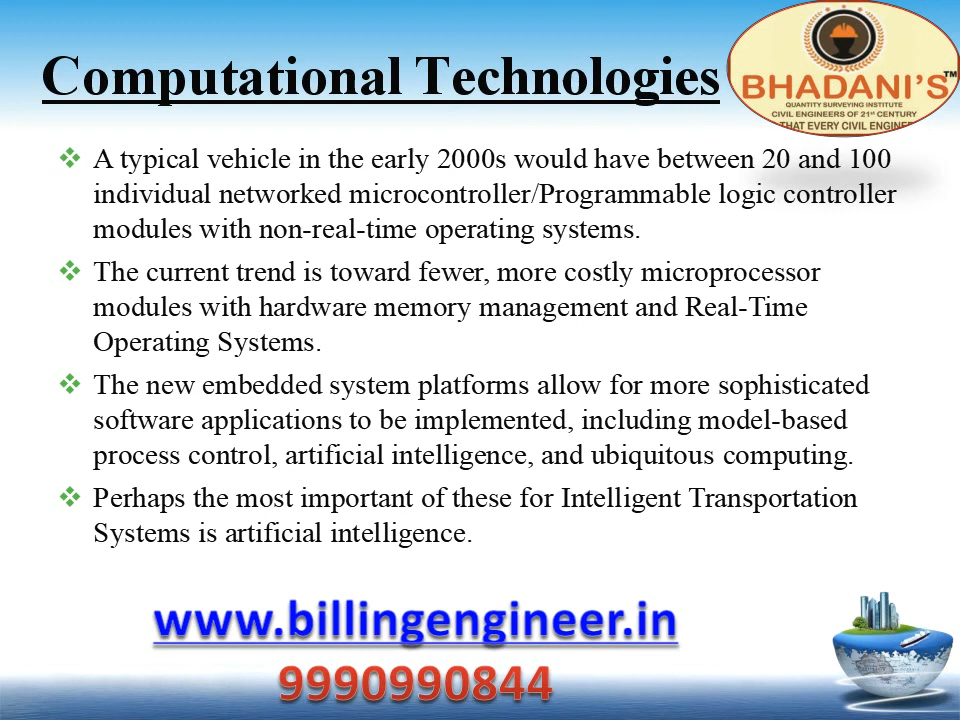 Computational Technologies
BHADANI'S™
QUANTITY SURVEYING INSTITUTE
CIVIL ENGINEERS OF 21ST CENTURY
THAT EVERY CIVIL ENGINEER
A typical vehicle in the early 2000s would have between 20 and 100
individual networked microcontroller/Programmable logic controller
modules with non-real-time operating systems.
The current trend is toward fewer, more costly microprocessor
modules with hardware memory management and Real-Time
Operating Systems.
The new embedded system platforms allow for more sophisticated
software applications to be implemented, including model-based
process control, artificial intelligence, and ubiquitous computing.
Perhaps the most important of these for Intelligent Transportation
Systems is artificial intelligence.
www.billingengineer.in
9990990844